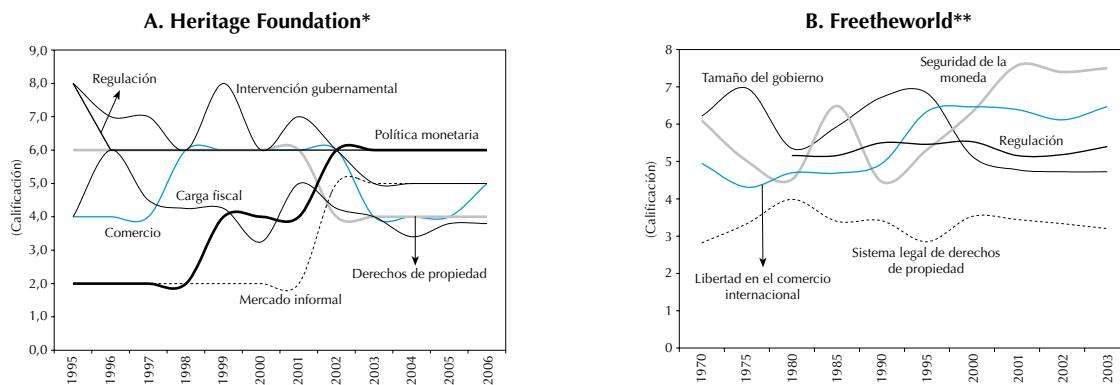 A. Heritage Foundation*
9,0
8,0
7,0
6,0
5,0
4,0
3,0
2,0
1,0
0,0
(Calificación)
Regulación
Intervención gubernamental
Política monetaria
Carga fiscal
Comercio
Derechos de propiedad
Mercado informal
1995
1996
1997
1998
1999
2000
2001
2002
2003
2004
2005
2006
B. Freetheworld**
8
7
6
5
4
3
2
1
0
(Calificación)
Tamaño del gobierno
Seguridad de la
moneda
Regulación
Sistema legal de derechos
de propiedad
Libertad en el comercio
internacional
1970
1975
1980
1985
1990
1995
2000
2001
2002
2003